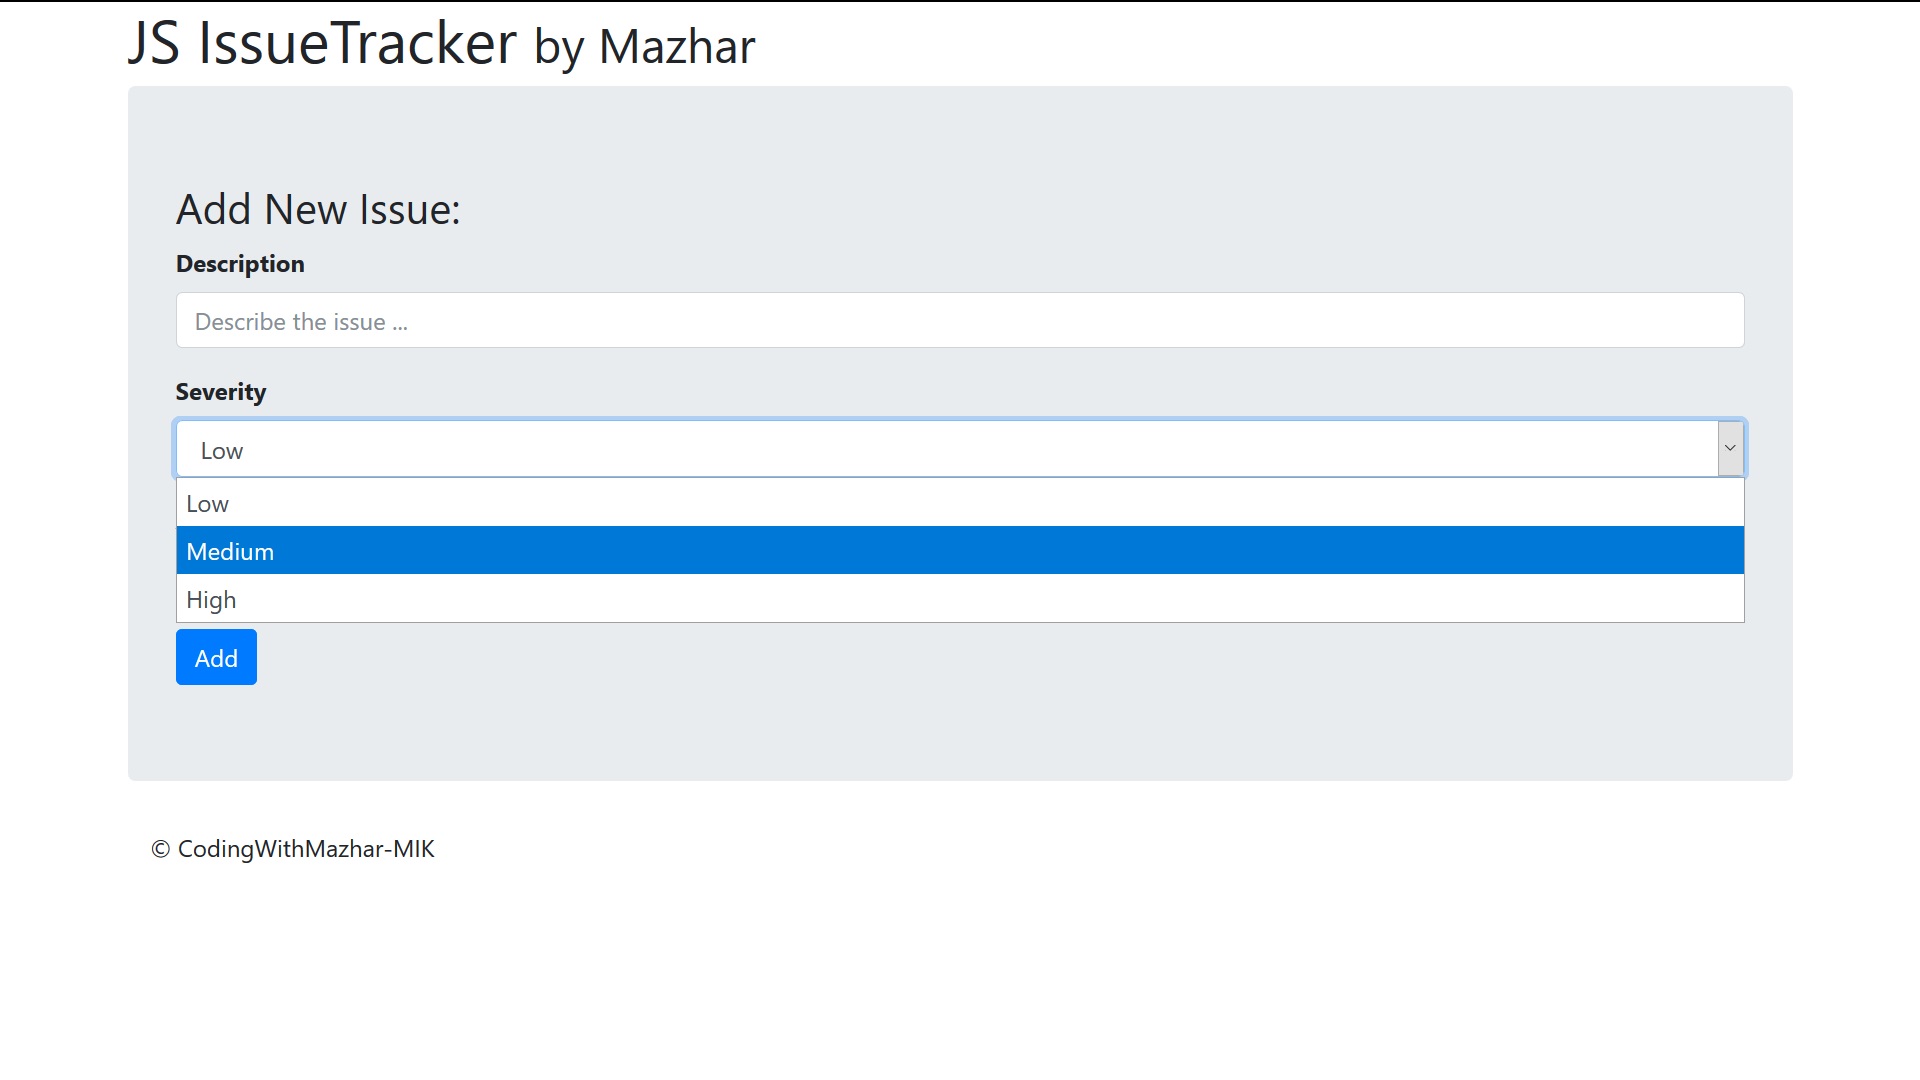 JS IssueTracker by Mazhar
Add New Issue:
Description
Describe the issue ...
Severity
Low
Low
Medium
High
Add
© CodingWithMazhar-MIK